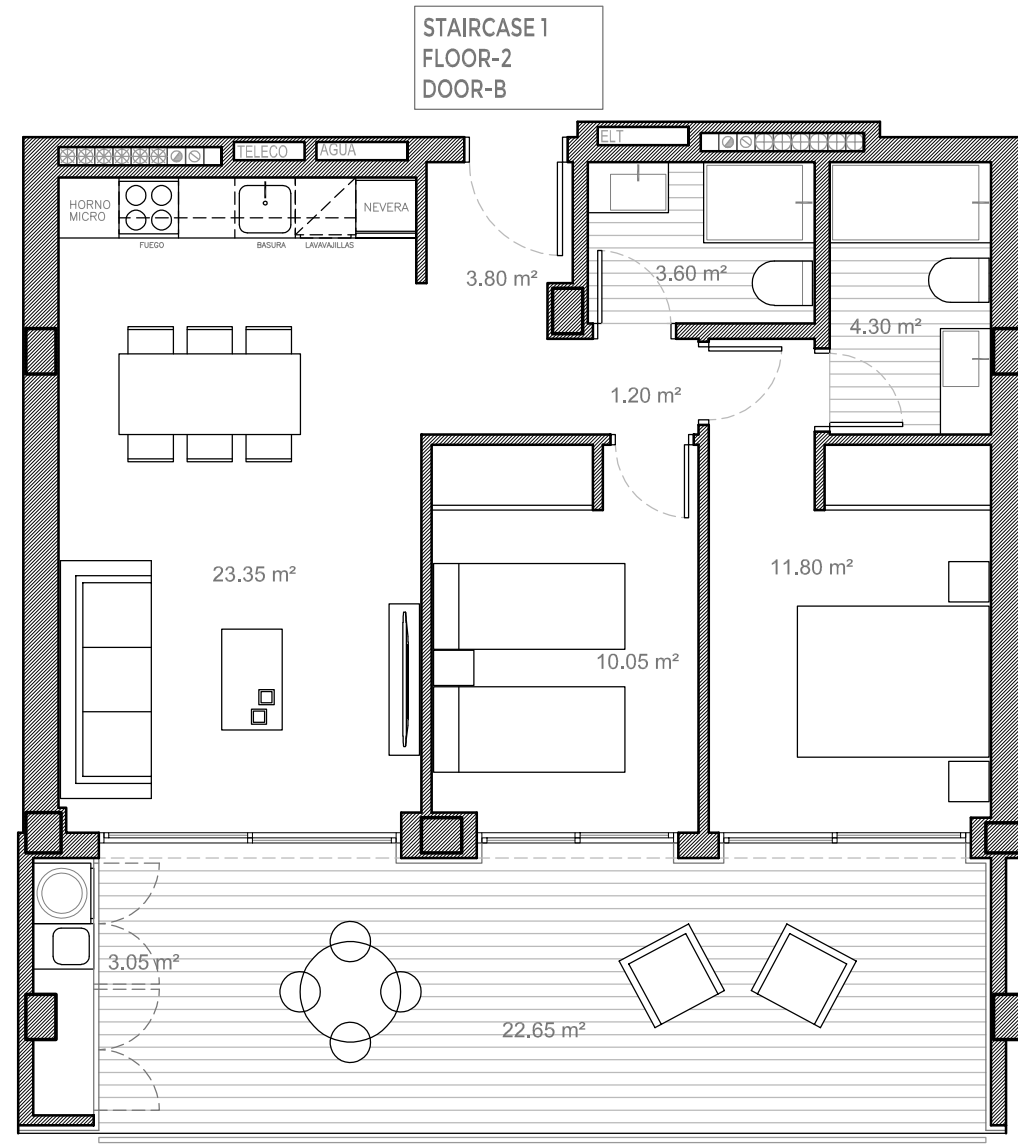 STAIRCASE 1
FLOOR-2
DOOR-B
ELT
TELECO
AGUA
HORNO
MICRO
NEVERA
FUEGO
BASURA
LAVAVAJILLAS
3.80 m²
3.60 m²
4.30 m²
1.20 m²
23.35 m²
11.80 m²
10.05 m²
3.05 m²
22.65 m²